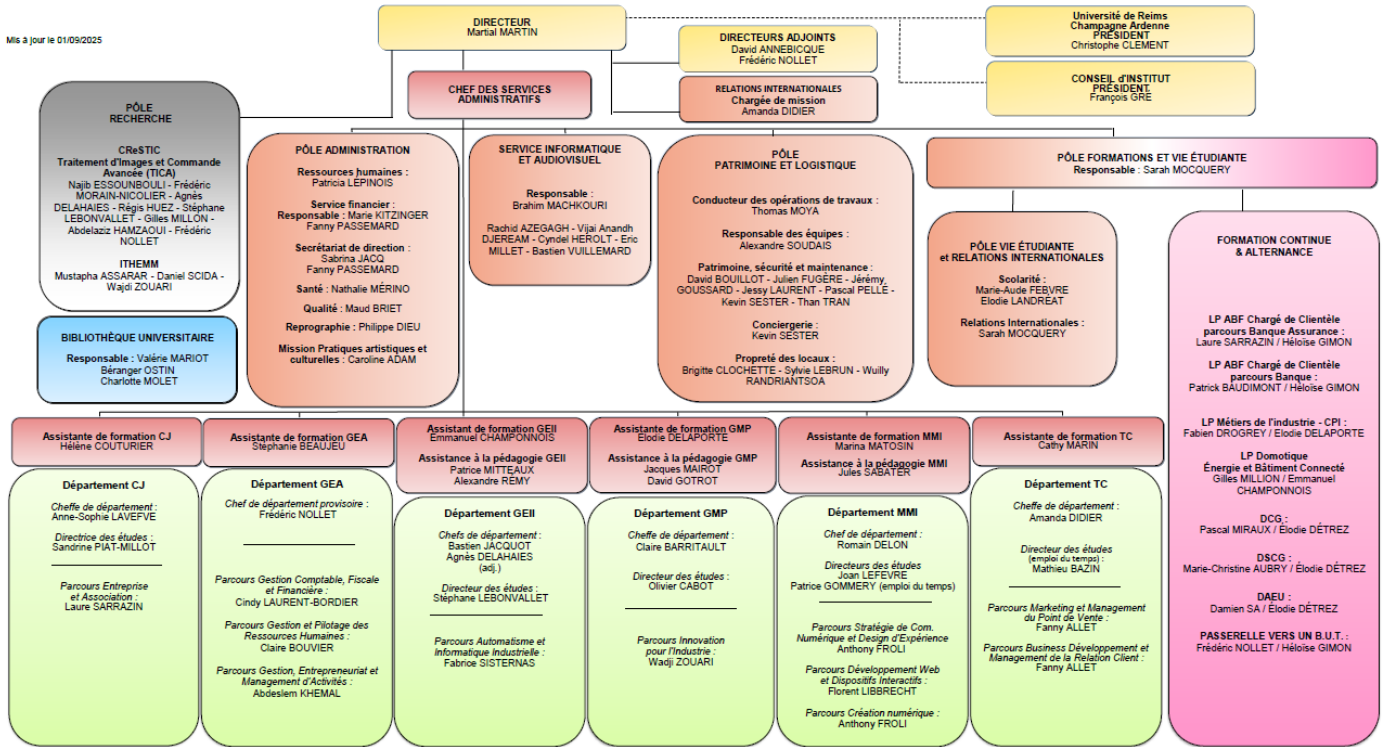 Mis à jour le 01/09/2025
DIRECTEUR
Martial MARTIN
DIRECTEURS ADJOINTS
David ANNEBICQUE
Frédéric NOLLET
Université de Reims
Champagne Ardenne
PRÉSIDENT
Christophe CLEMENT
CONSEIL d'INSTITUT
PRÉSIDENT
François GRÉ
CHEF DES SERVICES
ADMINISTRATIFS
RELATIONS INTERNATIONALES
Chargée de mission
Amanda DIDIER
PÔLE
RECHERCHE
CReSTIC
Traitement d'Images et Commande
Avancée (TICA)
Najib ESSOUNBOULI - Frédéric
MORAIN-NICOLIER - Agnès
DELAHAIES - Régis HUEZ - Stéphane
LEBONVALLET - Gilles MILLON -
Abdelaziz HAMZAOUI - Frédéric
NOLLET
ITHEMM
Mustapha ASSARAR - Daniel SCIDA -
Wajdi ZOUARI
BIBLIOTHÈQUE UNIVERSITAIRE
Responsable : Valérie MARIOT
Béranger OSTIN
Charlotte MOLET
PÔLE ADMINISTRATION
Ressources humaines :
Patricia LÉPINOIS
Service financier :
Responsable : Marie KITZINGER
Fanny PASSEMARD
Secrétariat de direction :
Sabrina JACQ
Fanny PASSEMARD
Santé : Nathalie MÉRINO
Qualité : Maud BRIET
Reprographie : Philippe DIEU
Mission Pratiques artistiques et
culturelles : Caroline ADAM
SERVICE INFORMATIQUE
ET AUDIOVISUEL
Responsable :
Brahim MACHKOURI
Rachid AZEGAGH - Vijai Anandh
DJEREAM - Cyndel HEROLT - Eric
MILLET - Bastien VUILLEMARD
PÔLE
PATRIMOINE ET LOGISTIQUE
Conducteur des opérations de travaux :
Thomas MOYA
Responsable des équipes :
Alexandre SOUDAIS
Patrimoine, sécurité et maintenance :
David BOUILLOT - Julien FUGÈRE - Jérémy
GOUSSARD - Jessy LAURENT - Pascal PELLÉ -
Kevin SESTER - Than TRAN
Conciergerie :
Kevin SESTER
Propreté des locaux :
Brigitte CLOCHETTE - Sylvie LEBRUN - Wuilly
RANDRIANTSOA
PÔLE FORMATIONS ET VIE ÉTUDIANTE
Responsable : Sarah MOCQUERY
PÔLE VIE ÉTUDIANTE
et RELATIONS INTERNATIONALES
Scolarité :
Marie-Aude FEBVRE
Elodie LANDRÉAT
Relations Internationales :
Sarah MOCQUERY
FORMATION CONTINUE
& ALTERNANCE
LP ABF Chargé de Clientèle
parcours Banque Assurance :
Laure SARRAZIN / Héloïse GIMON
LP ABF Chargé de Clientèle
parcours Banque :
Patrick BAUDIMONT / Héloïse GIMON
LP Métiers de l'industrie - CPI :
Fabien DROGREY / Elodie DELAPORTE
LP Domotique
Énergie et Bâtiment Connecté
Gilles MILLION / Emmanuel
CHAMPONNOIS
DCG :
Pascal MIRAUX / Élodie DÉTREZ
DSCG :
Marie-Christine AUBRY / Élodie DÉTREZ
DAEU :
Damien SA / Élodie DÉTREZ
PASSERELLE VERS UN B.U.T. :
Frédéric NOLLET / Héloïse GIMON
Assistante de formation CJ
Hélène COUTURIER
Département CJ
Cheffe de département :
Anne-Sophie LAVEFVE
Directrice des études :
Sandrine PIAT-MILLOT
Parcours Entreprise
et Association :
Laure SARRAZIN
Assistante de formation GEA
Stéphanie BEAUJEU
Département GEA
Chef de département provisoire :
Frédéric NOLLET
Parcours Gestion Comptable, Fiscale
et Financière :
Cindy LAURENT-BORDIER
Parcours Gestion et Pilotage des
Ressources Humaines :
Claire BOUVIER
Parcours Gestion, Entrepreneuriat et
Management d'Activités :
Abdeslem KHEMAL
Assistant de formation GEII
Emmanuel CHAMPONNOIS
Assistance à la pédagogie GEII
Patrice MITTEAUX
Alexandre RÉMY
Département GEII
Chefs de département :
Bastien JACQUOT
Agnès DELAHAIES
(adj.)
Directeur des études :
Stéphane LEBONVALLET
Parcours Automatisme et
Informatique Industrielle :
Fabrice SISTERNAS
Assistante de formation GMP
Elodie DELAPORTE
Assistance à la pédagogie GMP
Jacques MAIROT
David GOTROT
Département GMP
Cheffe de département :
Claire BARRITAULT
Directeur des études :
Olivier CABOT
Parcours Innovation
pour l'Industrie :
Wadji ZOUARI
Assistante de formation MMI
Marina MATOSIN
Assistance à la pédagogie MMI
Jules SABATER
Département MMI
Chef de département :
Romain DELON
Directeurs des études
Joan LEFEVRE
Patrice GOMMERY (emploi du temps)
Parcours Stratégie de Com.
Numérique et Design d'Expérience
Anthony FROLI
Parcours Développement Web
et Dispositifs Interactifs :
Florent LIBBRECHT
Parcours Création numérique :
Anthony FROLI
Assistante de formation TC
Cathy MARIN
Département TC
Cheffe de département :
Amanda DIDIER
Directeur des études
(emploi du temps) :
Mathieu BAZIN
Parcours Marketing et Management
du Point de Vente :
Fanny ALLET
Parcours Business Développement et
Management de la Relation Client :
Fanny ALLET